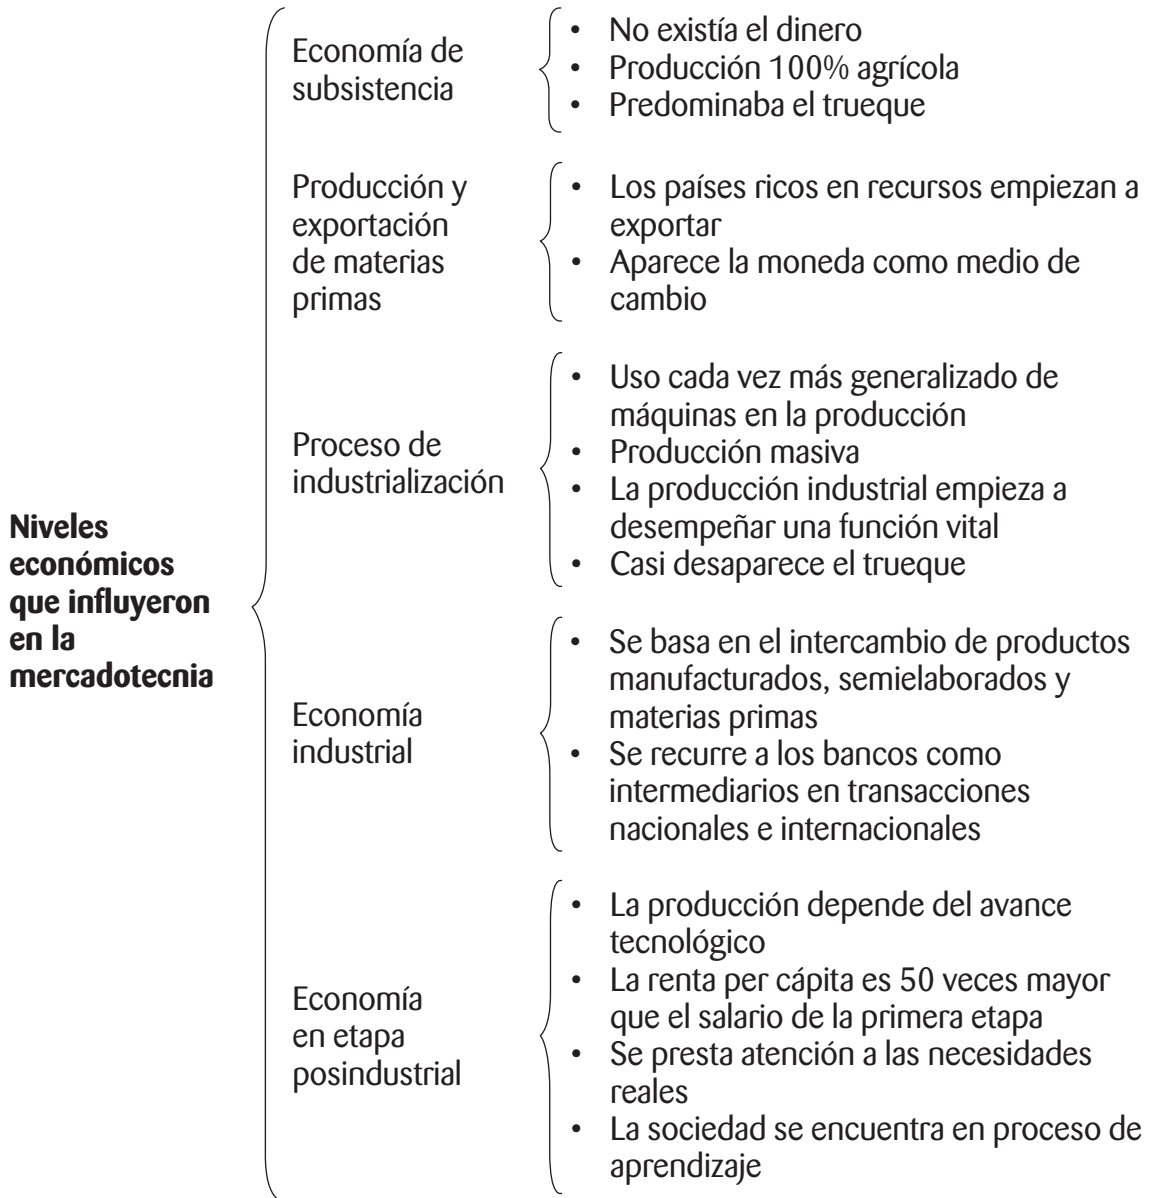 Niveles
económicos
que influyeron
en la
mercadotecnia
Economía de
subsistencia
• No existía el dinero
• Producción 100% agrícola
• Predominaba el trueque
Producción y
exportación
de materias
primas
• Los países ricos en recursos empiezan a
exportar
• Aparece la moneda como medio de
cambio
Proceso de
industrialización
• Uso cada vez más generalizado de
máquinas en la producción
• Producción masiva
• La producción industrial empieza a
desempeñar una función vital
• Casi desaparece el trueque
Economía
industrial
• Se basa en el intercambio de productos
manufacturados, semielaborados y
materias primas
• Se recurre a los bancos como
intermediarios en transacciones
nacionales e internacionales
Economía
en etapa
posindustrial
• La producción depende del avance
tecnológico
• La renta per cápita es 50 veces mayor
que el salario de la primera etapa
• Se presta atención a las necesidades
reales
• La sociedad se encuentra en proceso de
aprendizaje